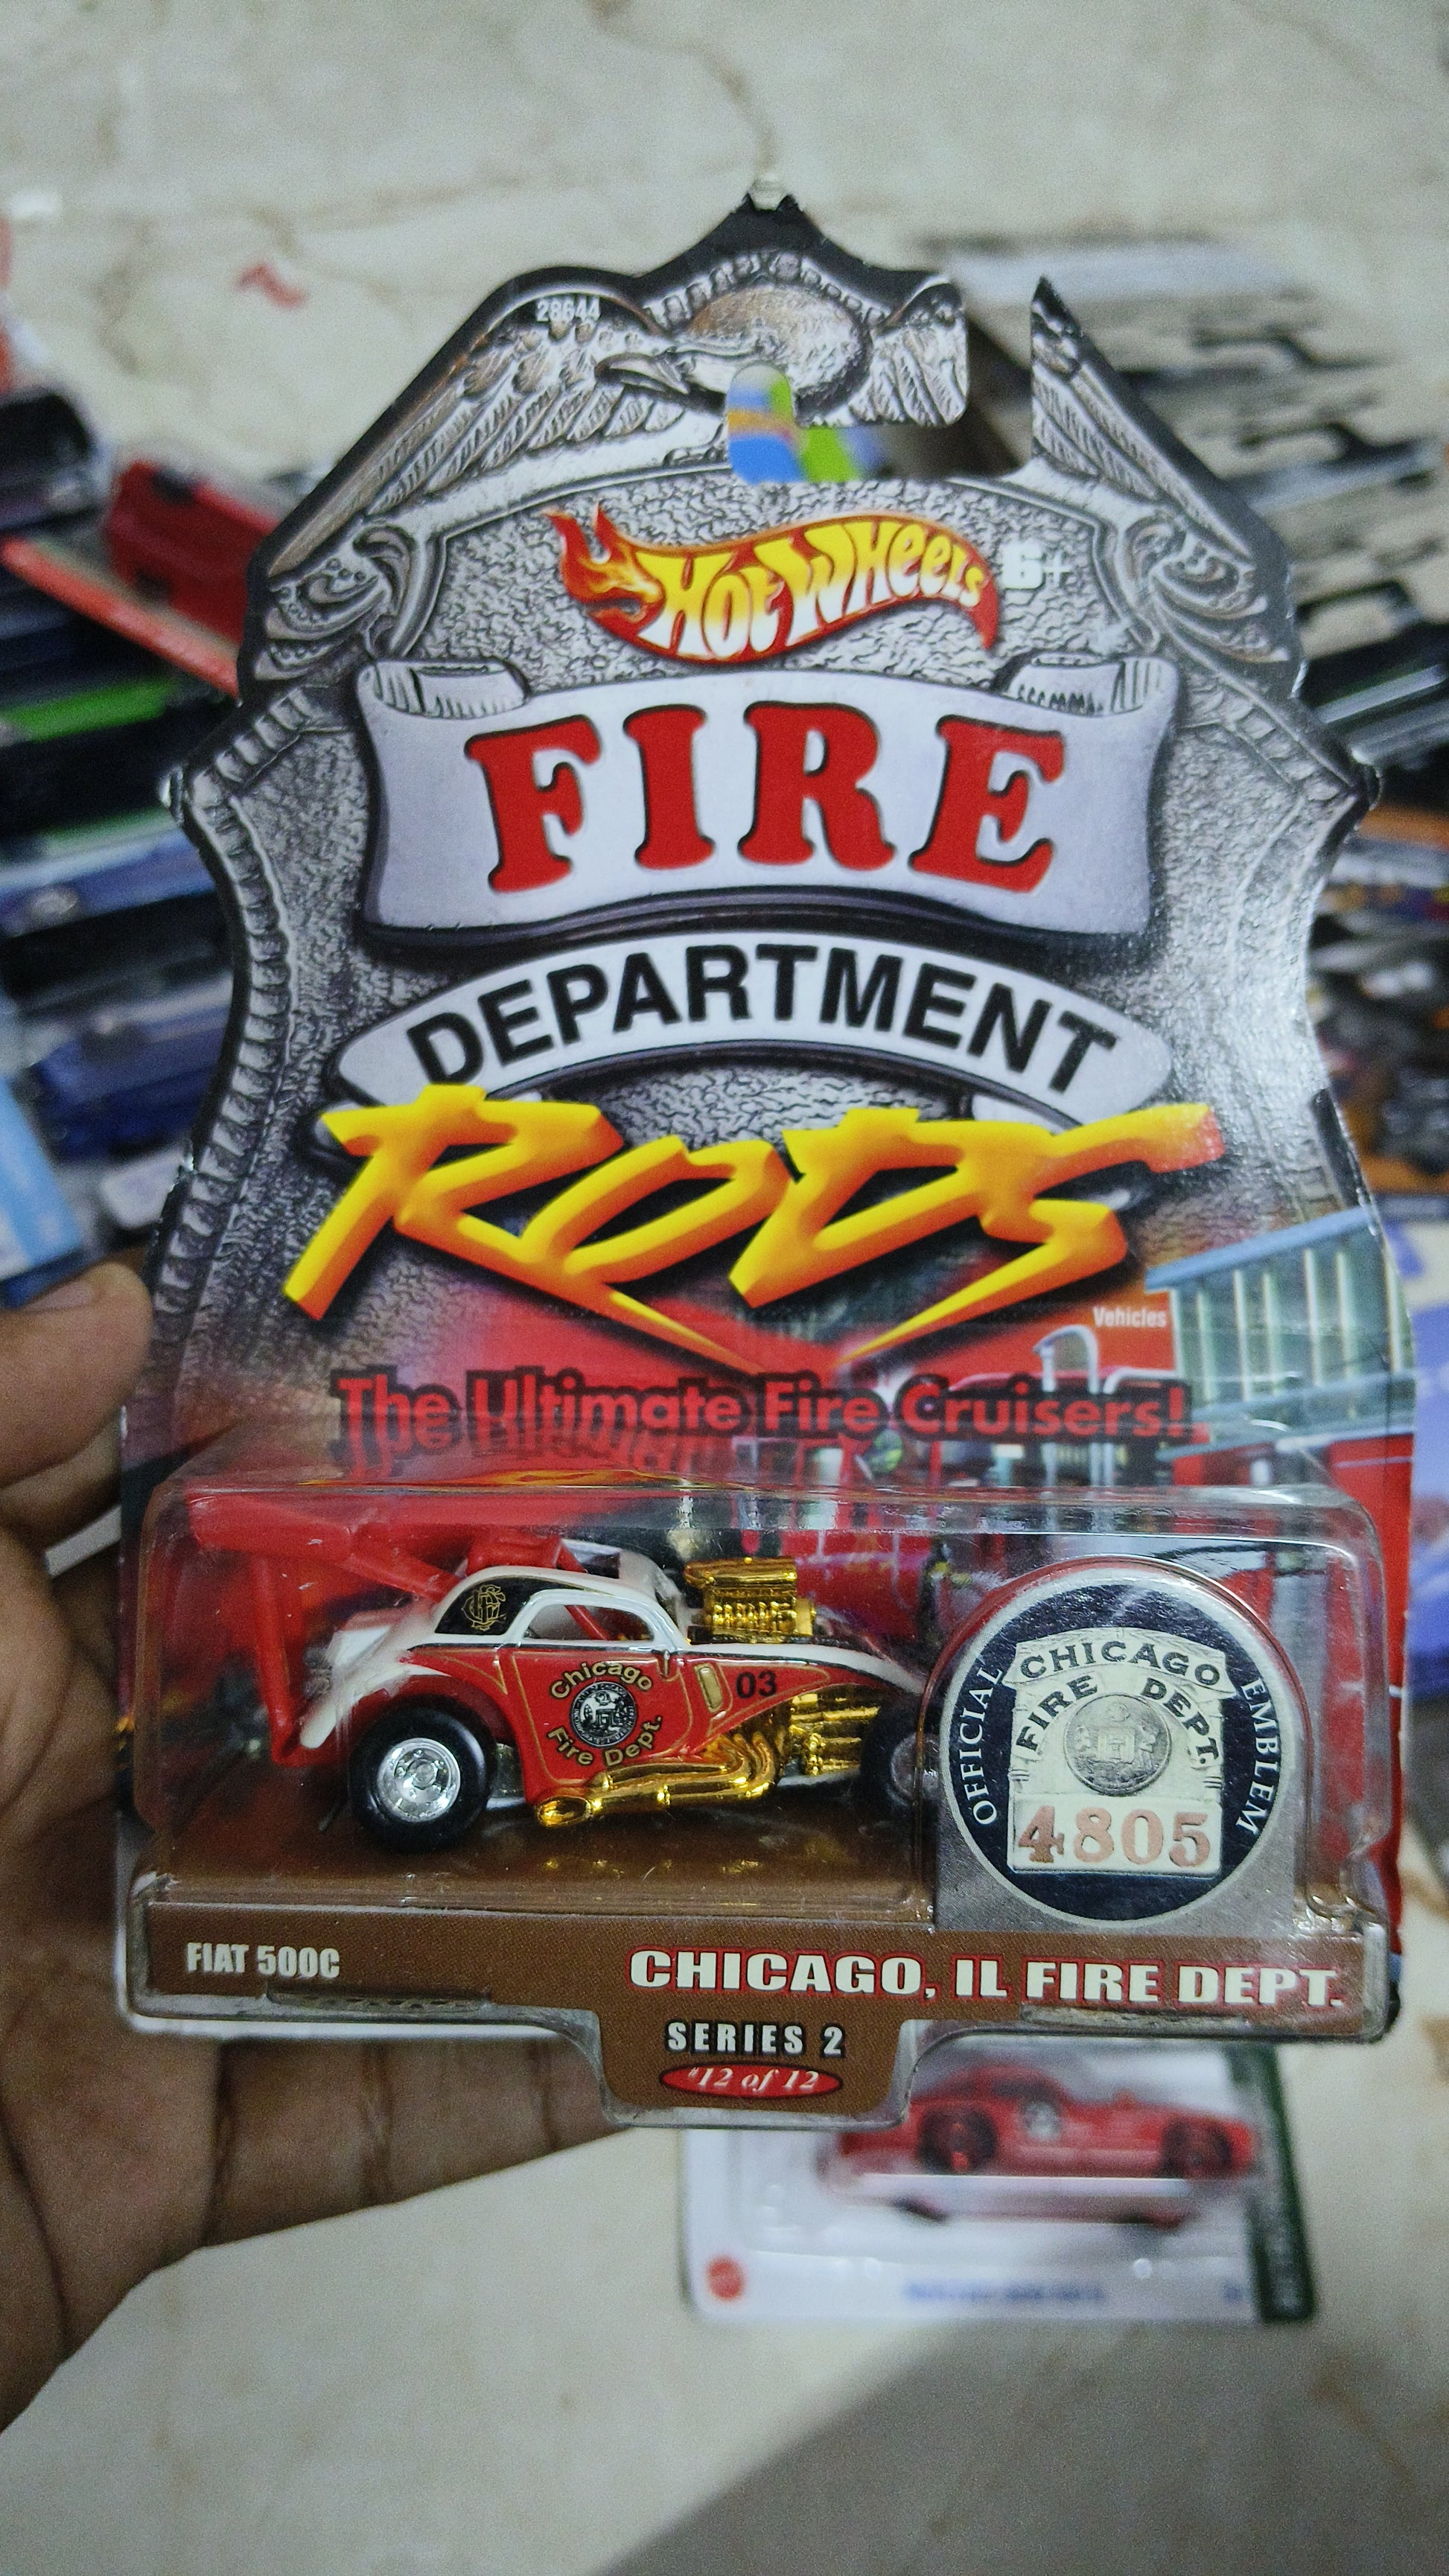 28644
Hot Wheels
6+
FIRE
DEPARTMENT
RODS
Vehicles
The Ultimate Fire Cruisers!
Chicago
Fire Dept.
03
CHICAGO
FIRE DEPT.
OFFICIAL EMBLEM
4805
FIAT 500C
CHICAGO, IL FIRE DEPT.
SERIES 2
#12 of 12